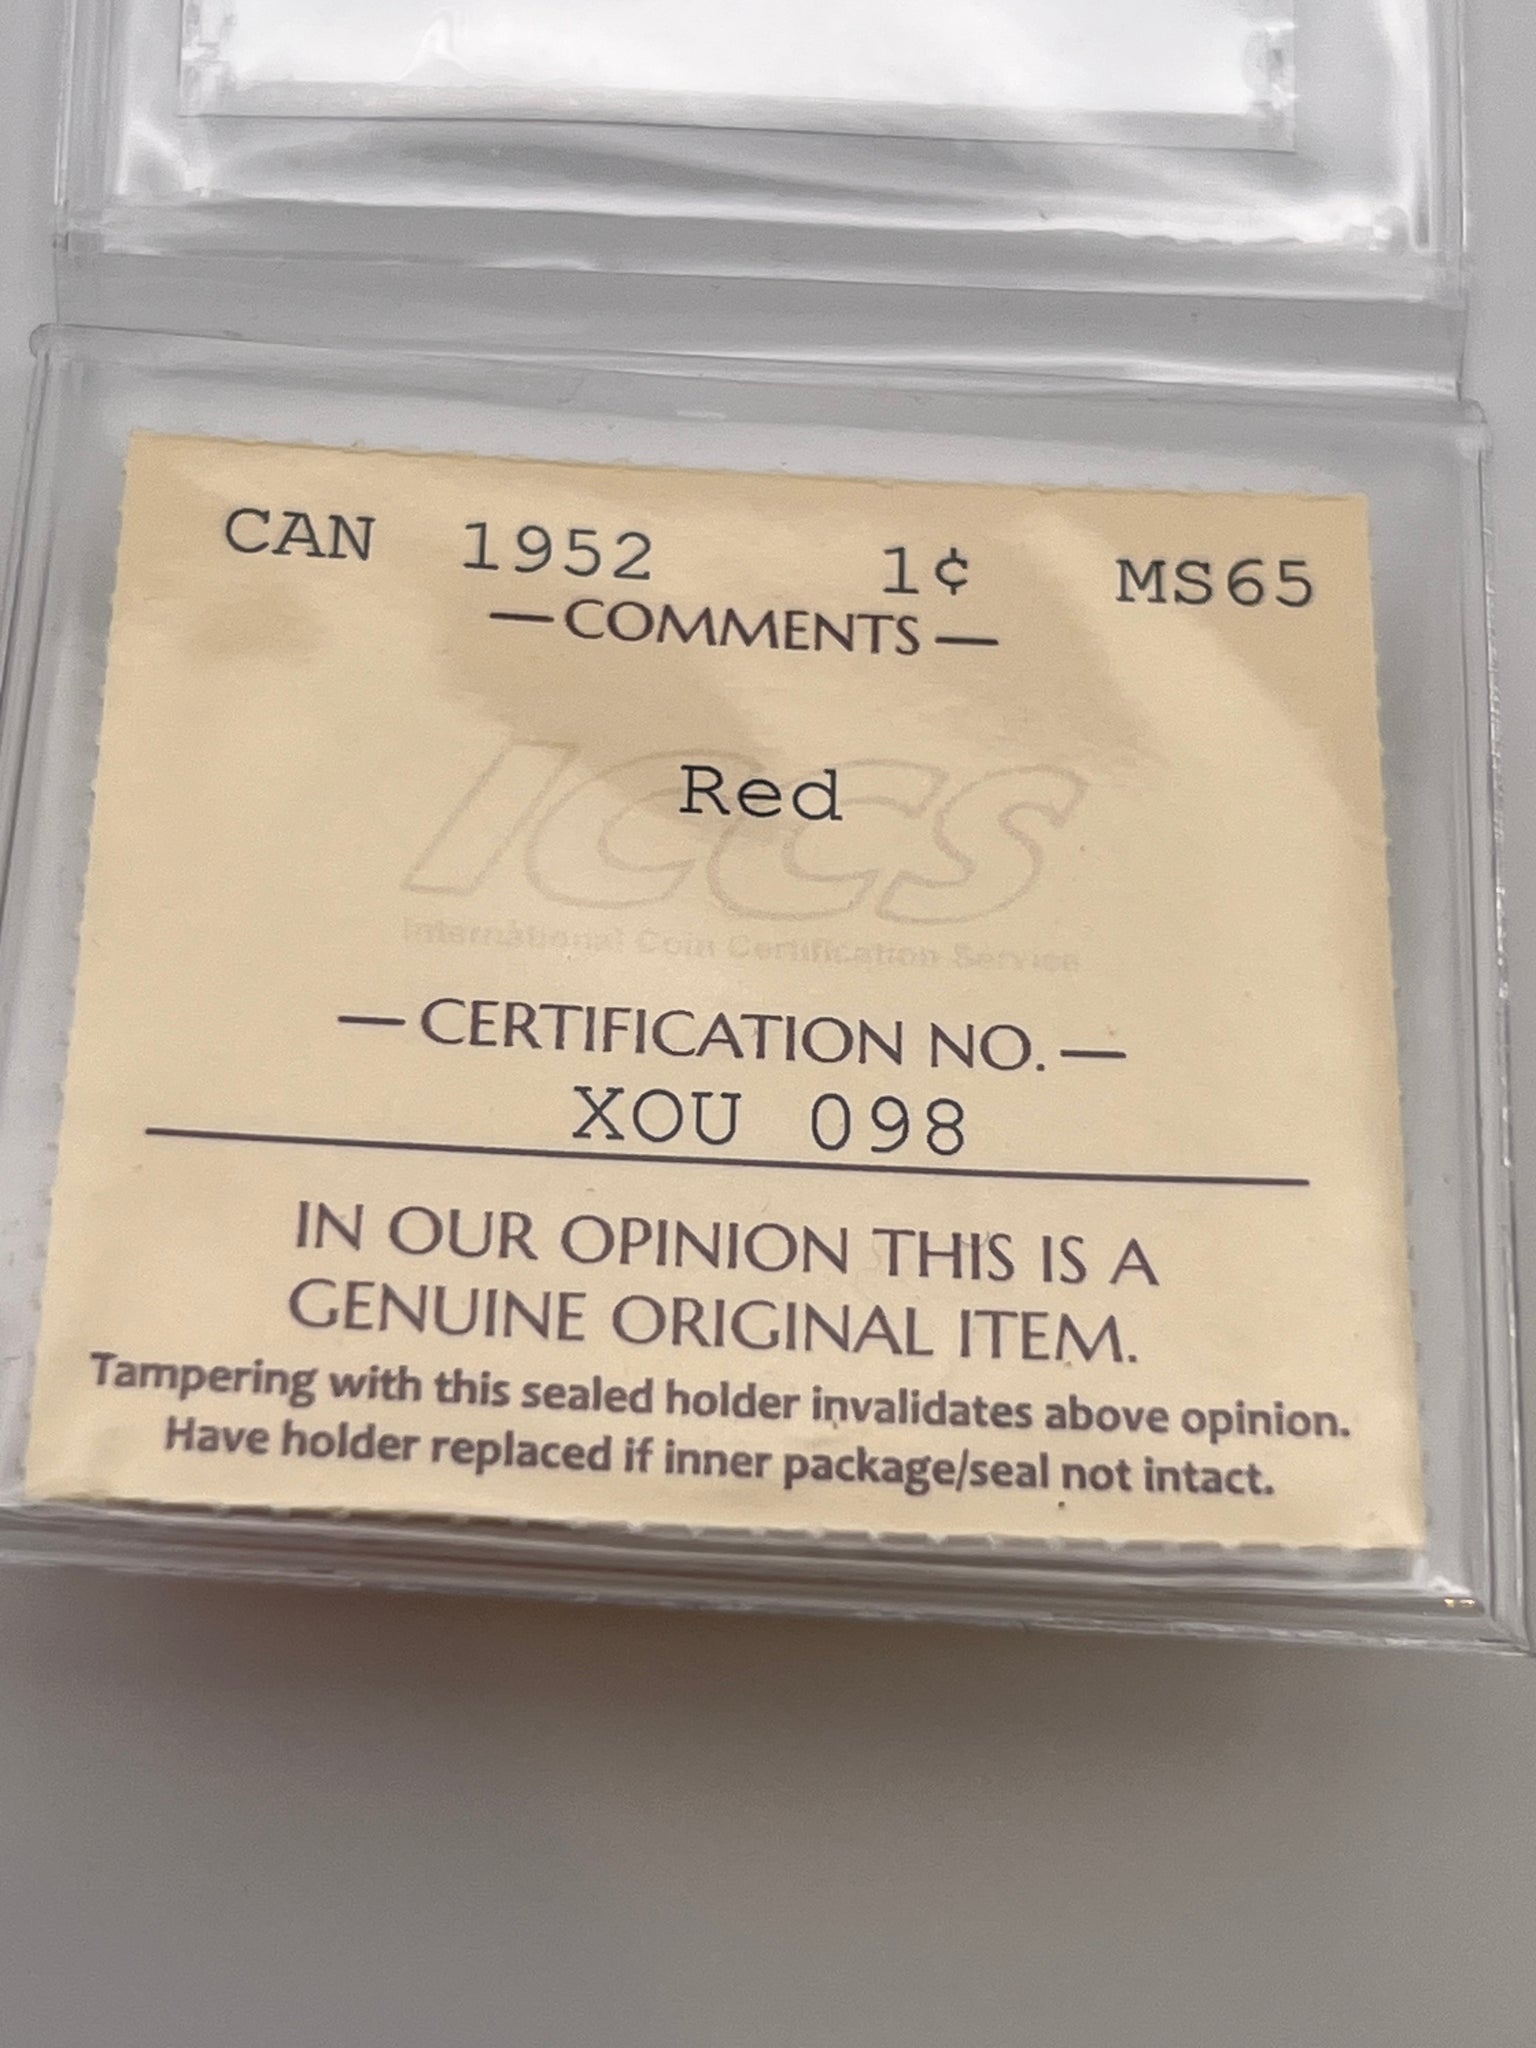 CAN 1952 1¢ MS65
— COMMENTS —
Red
ICCS
International Coin Certification Service
— CERTIFICATION NO. —
XOU 098
IN OUR OPINION THIS IS A
GENUINE ORIGINAL ITEM.
Tampering with this sealed holder invalidates above opinion.
Have holder replaced if inner package/seal not intact.